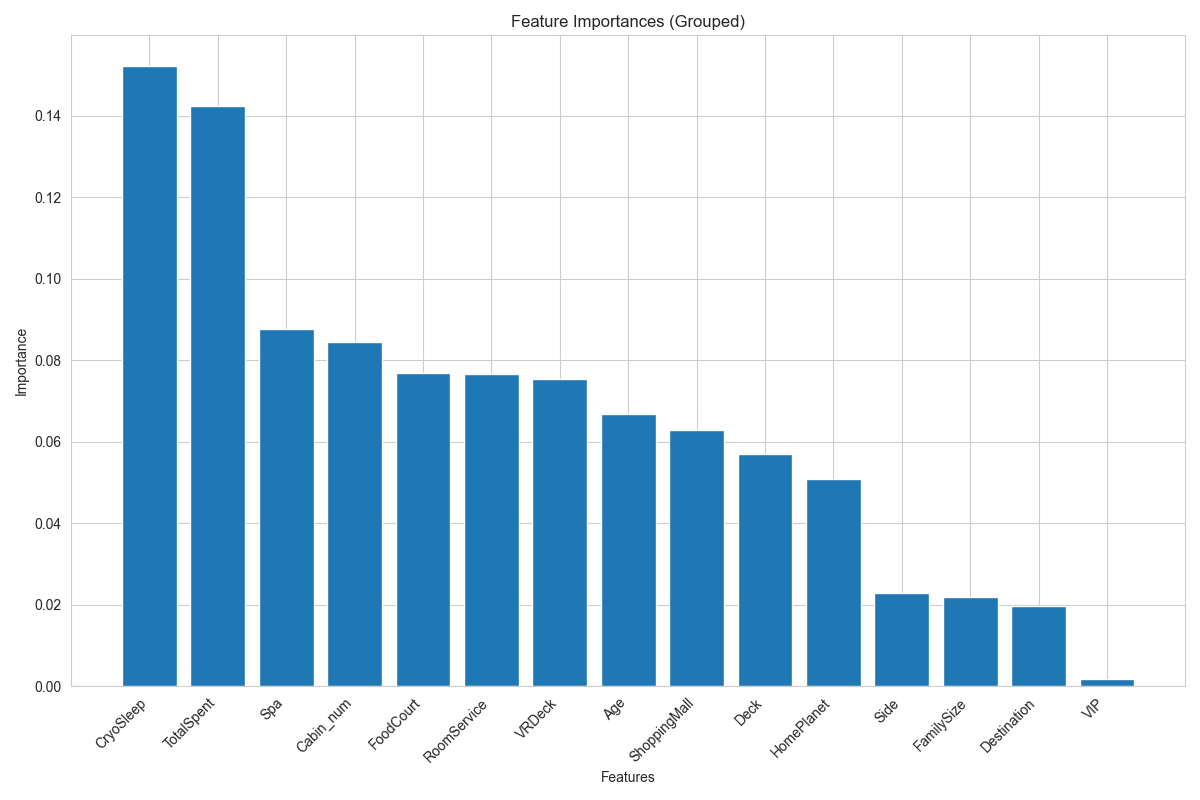 Feature Importances (Grouped)
0.14
0.12
0.10
0.08
0.06
0.04
0.02
0.00
Importance
CryoSleep
TotalSpent
Spa
Cabin_num
FoodCourt
RoomService
VRDeck
Age
ShoppingMall
Deck
HomePlanet
Side
FamilySize
Destination
VIP
Features